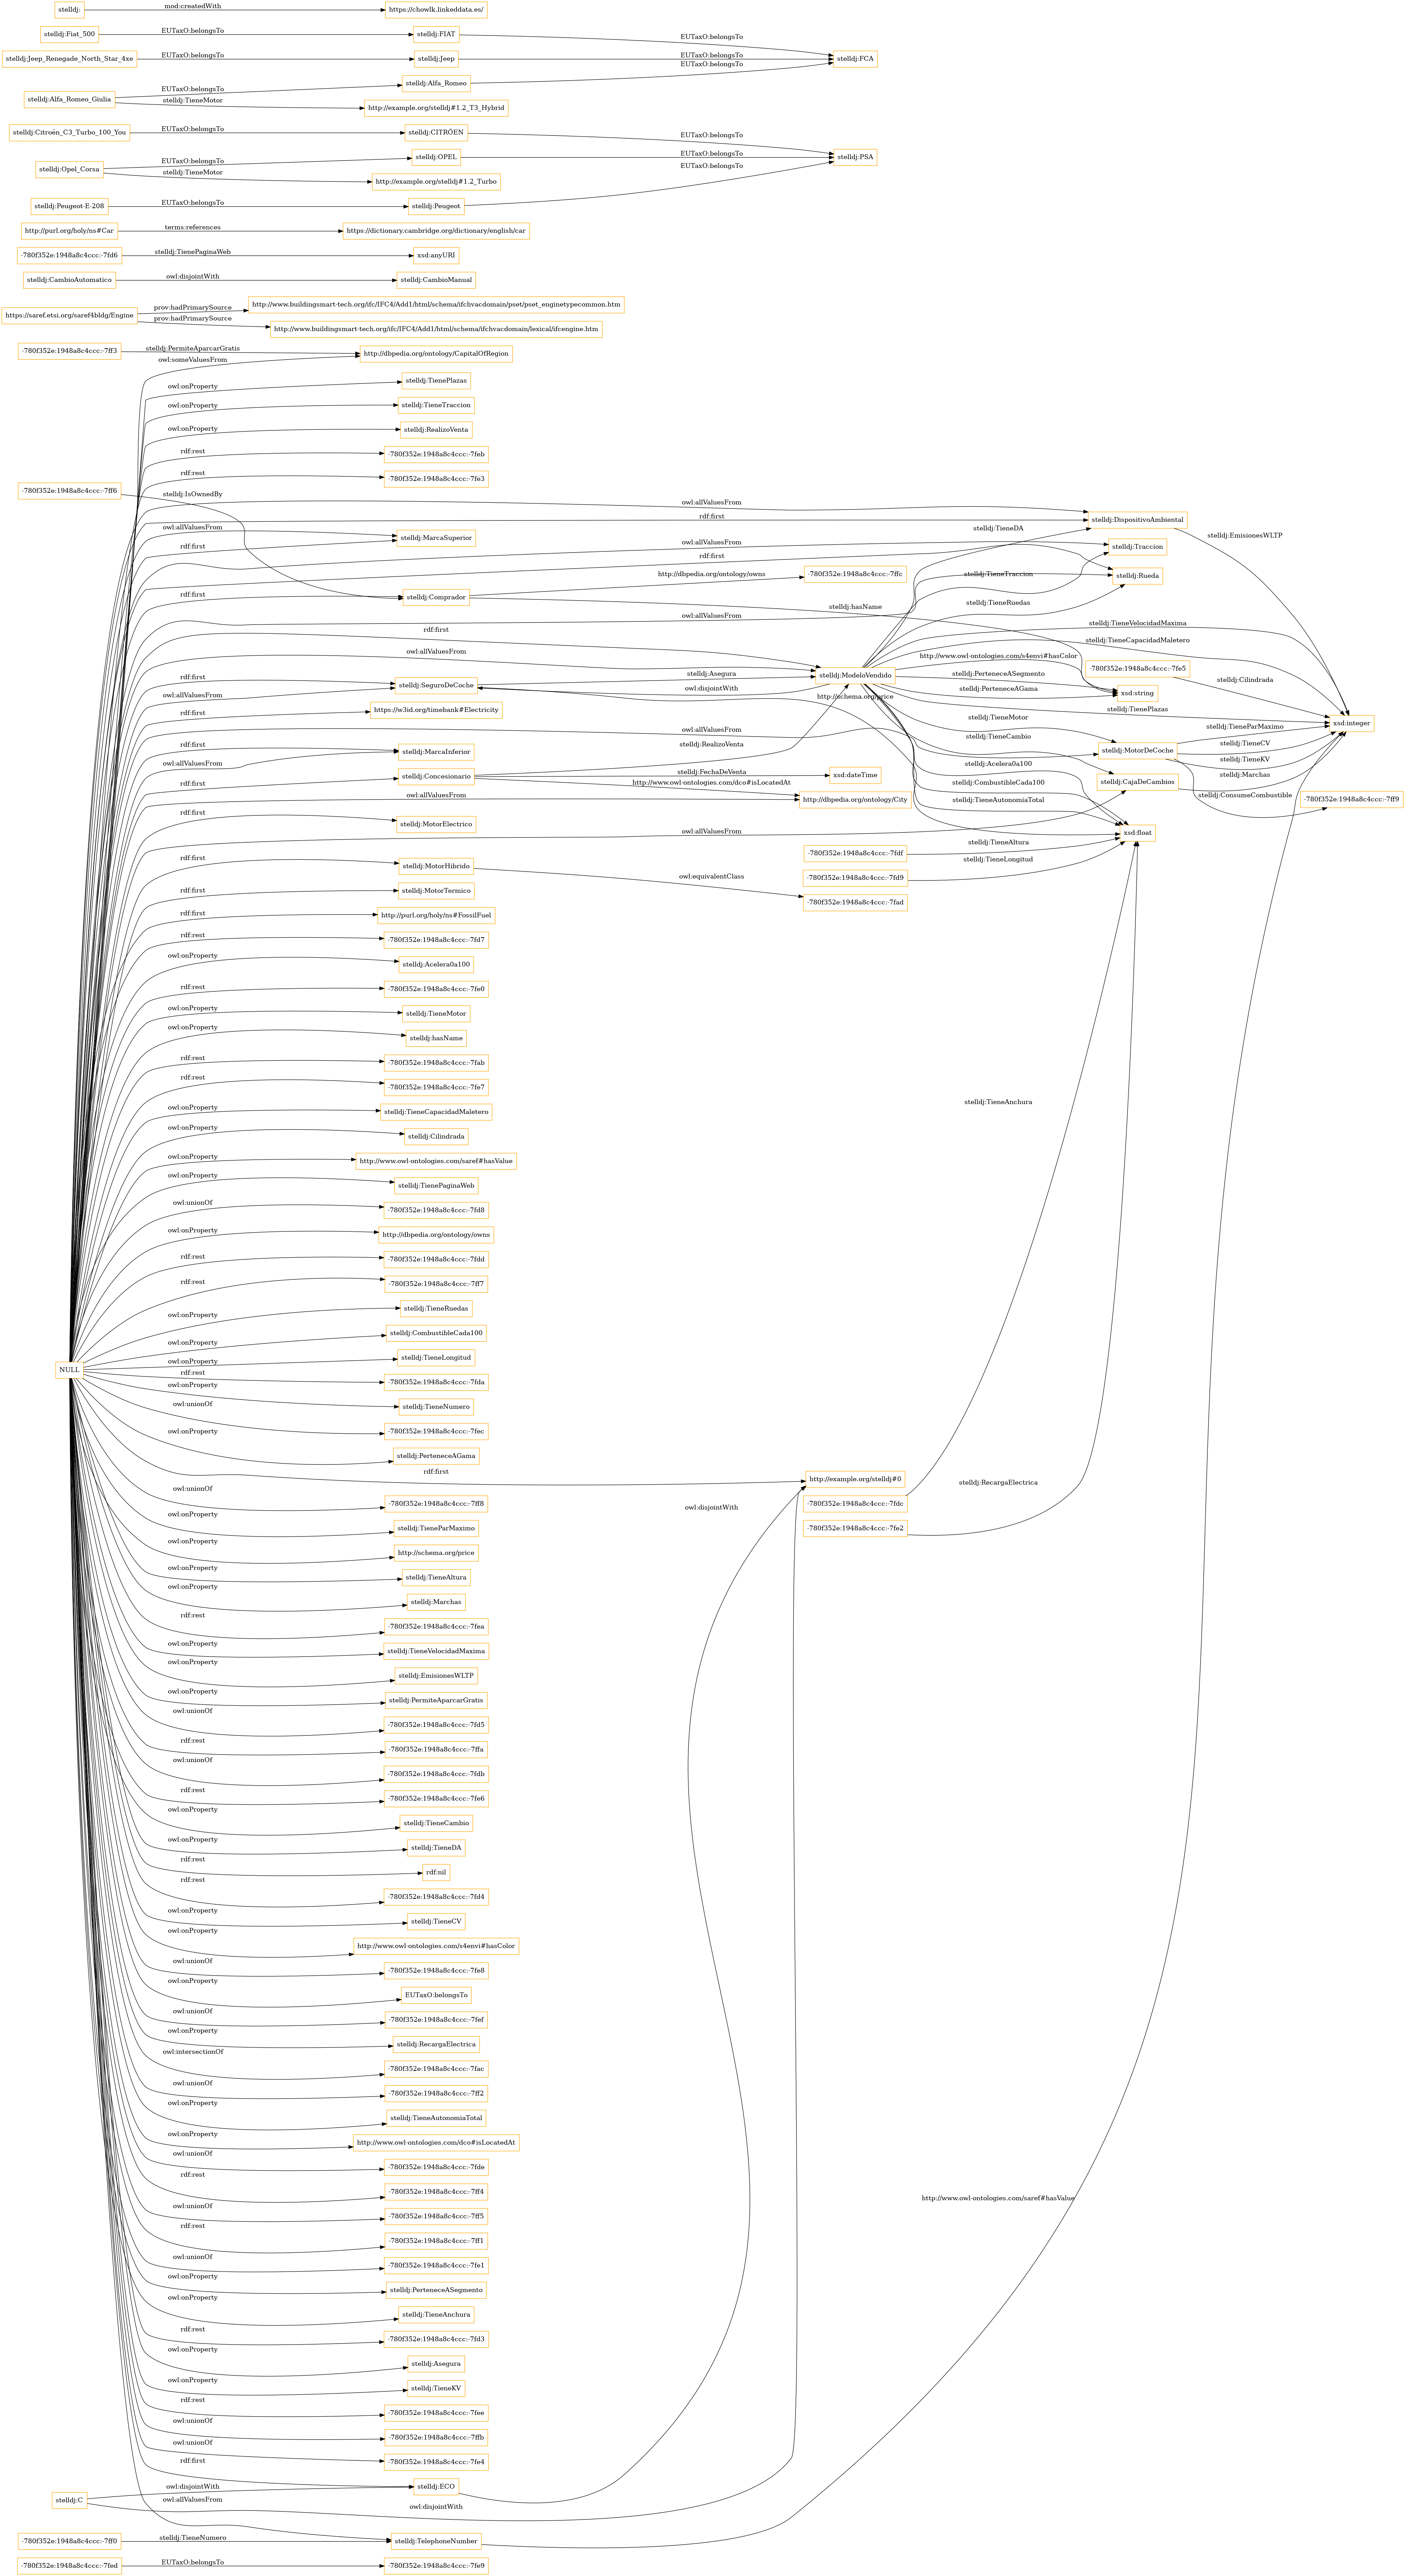 stelldj:
mod:createdWith
https://chowlk.linkeddata.es/
stelldj:Fiat_500
EUTaxO:belongsTo
stelldj:FIAT
EUTaxO:belongsTo
stelldj:Jeep_Renegade_North_Star_4xe
EUTaxO:belongsTo
stelldj:Jeep
EUTaxO:belongsTo
stelldj:FCA
EUTaxO:belongsTo
stelldj:Alfa_Romeo
stelldj:Alfa_Romeo_Giulia
EUTaxO:belongsTo
stelldj:TieneMotor
http://example.org/stelldj#1.2_T3_Hybrid
stelldj:Citroën_C3_Turbo_100_You
EUTaxO:belongsTo
stelldj:CITRÖEN
EUTaxO:belongsTo
stelldj:Opel_Corsa
EUTaxO:belongsTo
stelldj:OPEL
EUTaxO:belongsTo
stelldj:PSA
stelldj:TieneMotor
http://example.org/stelldj#1.2_Turbo
EUTaxO:belongsTo
stelldj:Peugeot-E-208
EUTaxO:belongsTo
stelldj:Peugeot
http://purl.org/holy/ns#Car
terms:references
https://dictionary.cambridge.org/dictionary/english/car
-780f352e:1948a8c4ccc:-7fd6
stelldj:TienePaginaWeb
xsd:anyURI
stelldj:CambioAutomatico
owl:disjointWith
stelldj:CambioManual
https://saref.etsi.org/saref4bldg/Engine
prov:hadPrimarySource
http://www.buildingsmart-tech.org/ifc/IFC4/Add1/html/schema/ifchvacdomain/pset/pset_enginetypecommon.htm
prov:hadPrimarySource
http://www.buildingsmart-tech.org/ifc/IFC4/Add1/html/schema/ifchvacdomain/lexical/ifcengine.htm
-780f352e:1948a8c4ccc:-7ff3
stelldj:PermiteAparcarGratis
owl:someValuesFrom
http://dbpedia.org/ontology/CapitalOfRegion
owl:onProperty
stelldj:TienePlazas
owl:onProperty
stelldj:TieneTraccion
owl:onProperty
stelldj:RealizoVenta
rdf:rest
-780f352e:1948a8c4ccc:-7feb
rdf:rest
-780f352e:1948a8c4ccc:-7fe3
-780f352e:1948a8c4ccc:-7ff6
stelldj:IsOwnedBy
owl:allValuesFrom
rdf:first
stelldj:DispositivoAmbiental
stelldj:TieneDA
stelldj:EmisionesWLTP
owl:allValuesFrom
rdf:first
stelldj:MarcaSuperior
owl:allValuesFrom
stelldj:Traccion
rdf:first
stelldj:Rueda
http://dbpedia.org/ontology/owns
-780f352e:1948a8c4ccc:-7ffc
stelldj:TieneTraccion
rdf:first
stelldj:Comprador
stelldj:hasName
stelldj:TieneRuedas
owl:allValuesFrom
stelldj:TieneVelocidadMaxima
rdf:first
stelldj:TieneCapacidadMaletero
owl:allValuesFrom
http://www.owl-ontologies.com/s4envi#hasColor
stelldj:ModeloVendido
-780f352e:1948a8c4ccc:-7fe5
stelldj:Cilindrada
stelldj:Asegura
stelldj:PerteneceASegmento
rdf:first
stelldj:SeguroDeCoche
owl:disjointWith
stelldj:PerteneceAGama
xsd:string
owl:allValuesFrom
http://schema.org/price
stelldj:TienePlazas
rdf:first
https://w3id.org/timebank#Electricity
stelldj:TieneMotor
xsd:integer
owl:allValuesFrom
stelldj:TieneParMaximo
stelldj:TieneCambio
stelldj:RealizoVenta
stelldj:MotorDeCoche
stelldj:TieneCV
rdf:first
stelldj:MarcaInferior
owl:allValuesFrom
stelldj:Acelera0a100
stelldj:TieneKV
rdf:first
stelldj:Concesionario
stelldj:FechaDeVenta
xsd:dateTime
stelldj:CombustibleCada100
stelldj:CajaDeCambios
stelldj:Marchas
http://www.owl-ontologies.com/dco#isLocatedAt
owl:allValuesFrom
http://dbpedia.org/ontology/City
stelldj:TieneAutonomiaTotal
stelldj:ConsumeCombustible
-780f352e:1948a8c4ccc:-7ff9
rdf:first
stelldj:MotorElectrico
owl:allValuesFrom
xsd:float
-780f352e:1948a8c4ccc:-7fdf
stelldj:TieneAltura
rdf:first
stelldj:MotorHibrido
owl:equivalentClass
-780f352e:1948a8c4ccc:-7fd9
stelldj:TieneLongitud
-780f352e:1948a8c4ccc:-7fad
rdf:first
stelldj:MotorTermico
rdf:first
http://purl.org/holy/ns#FossilFuel
rdf:rest
-780f352e:1948a8c4ccc:-7fd7
owl:onProperty
stelldj:Acelera0a100
rdf:rest
-780f352e:1948a8c4ccc:-7fe0
owl:onProperty
stelldj:TieneMotor
owl:onProperty
stelldj:hasName
rdf:rest
-780f352e:1948a8c4ccc:-7fab
rdf:rest
-780f352e:1948a8c4ccc:-7fe7
stelldj:TieneAnchura
owl:onProperty
stelldj:TieneCapacidadMaletero
owl:onProperty
stelldj:Cilindrada
owl:onProperty
http://www.owl-ontologies.com/saref#hasValue
owl:onProperty
stelldj:TienePaginaWeb
owl:unionOf
-780f352e:1948a8c4ccc:-7fd8
owl:onProperty
http://dbpedia.org/ontology/owns
rdf:rest
-780f352e:1948a8c4ccc:-7fdd
rdf:rest
-780f352e:1948a8c4ccc:-7ff7
owl:onProperty
stelldj:TieneRuedas
owl:onProperty
stelldj:CombustibleCada100
NULL
owl:onProperty
stelldj:TieneLongitud
rdf:rest
-780f352e:1948a8c4ccc:-7fda
owl:onProperty
stelldj:TieneNumero
owl:unionOf
-780f352e:1948a8c4ccc:-7fec
owl:onProperty
stelldj:PerteneceAGama
rdf:first
http://example.org/stelldj#0
stelldj:RecargaElectrica
owl:unionOf
-780f352e:1948a8c4ccc:-7ff8
owl:disjointWith
-780f352e:1948a8c4ccc:-7fdc
owl:onProperty
stelldj:TieneParMaximo
-780f352e:1948a8c4ccc:-7fe2
owl:onProperty
http://schema.org/price
owl:onProperty
stelldj:TieneAltura
owl:onProperty
stelldj:Marchas
rdf:rest
-780f352e:1948a8c4ccc:-7fea
owl:onProperty
stelldj:TieneVelocidadMaxima
owl:onProperty
stelldj:EmisionesWLTP
owl:onProperty
stelldj:PermiteAparcarGratis
owl:unionOf
-780f352e:1948a8c4ccc:-7fd5
rdf:rest
-780f352e:1948a8c4ccc:-7ffa
owl:unionOf
-780f352e:1948a8c4ccc:-7fdb
rdf:rest
-780f352e:1948a8c4ccc:-7fe6
owl:onProperty
stelldj:TieneCambio
owl:onProperty
stelldj:TieneDA
rdf:rest
rdf:nil
rdf:rest
-780f352e:1948a8c4ccc:-7fd4
owl:onProperty
stelldj:TieneCV
owl:onProperty
http://www.owl-ontologies.com/s4envi#hasColor
owl:unionOf
-780f352e:1948a8c4ccc:-7fe8
owl:onProperty
EUTaxO:belongsTo
owl:unionOf
-780f352e:1948a8c4ccc:-7fef
owl:onProperty
stelldj:RecargaElectrica
owl:intersectionOf
-780f352e:1948a8c4ccc:-7fac
owl:unionOf
-780f352e:1948a8c4ccc:-7ff2
owl:onProperty
stelldj:TieneAutonomiaTotal
owl:onProperty
http://www.owl-ontologies.com/dco#isLocatedAt
owl:unionOf
-780f352e:1948a8c4ccc:-7fde
rdf:rest
-780f352e:1948a8c4ccc:-7ff4
http://www.owl-ontologies.com/saref#hasValue
owl:unionOf
-780f352e:1948a8c4ccc:-7ff5
rdf:rest
-780f352e:1948a8c4ccc:-7ff1
owl:unionOf
-780f352e:1948a8c4ccc:-7fe1
owl:onProperty
stelldj:PerteneceASegmento
owl:onProperty
stelldj:TieneAnchura
rdf:rest
-780f352e:1948a8c4ccc:-7fd3
owl:onProperty
stelldj:Asegura
owl:onProperty
stelldj:TieneKV
rdf:rest
-780f352e:1948a8c4ccc:-7fee
owl:unionOf
-780f352e:1948a8c4ccc:-7ffb
owl:unionOf
-780f352e:1948a8c4ccc:-7fe4
rdf:first
stelldj:ECO
stelldj:C
owl:disjointWith
owl:allValuesFrom
owl:disjointWith
-780f352e:1948a8c4ccc:-7ff0
stelldj:TieneNumero
stelldj:TelephoneNumber
-780f352e:1948a8c4ccc:-7fed
EUTaxO:belongsTo
-780f352e:1948a8c4ccc:-7fe9